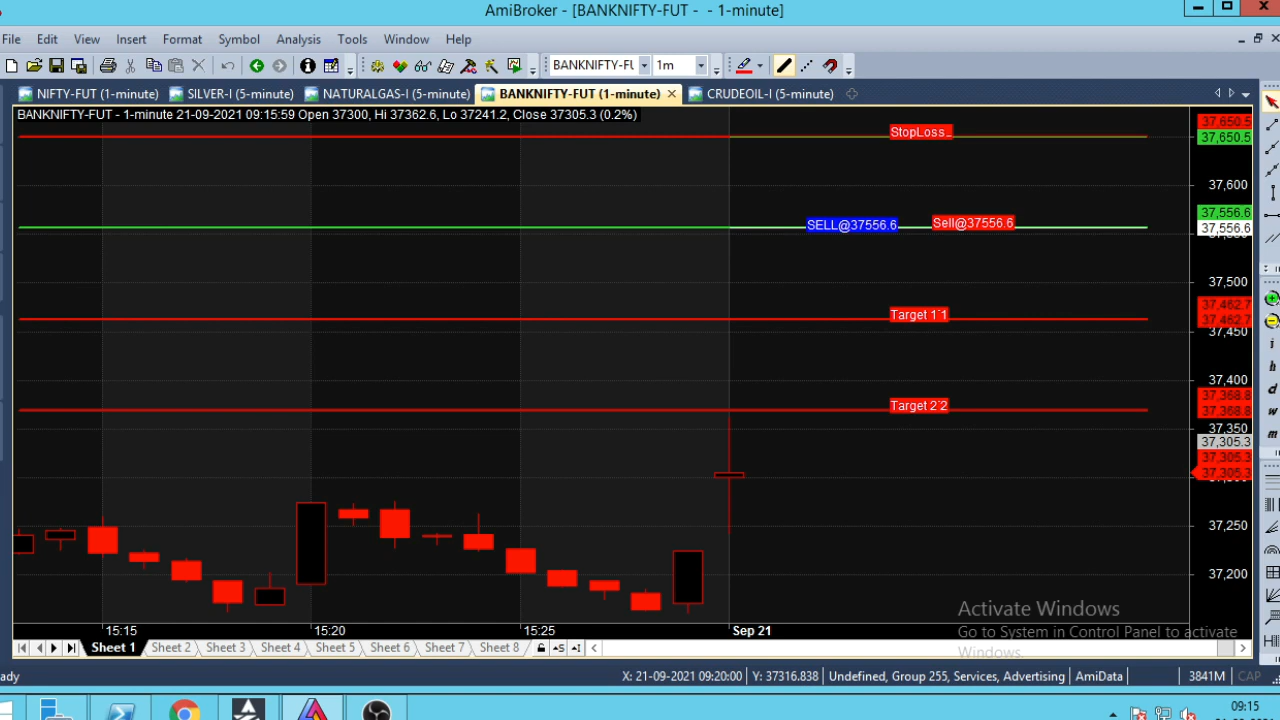 AmiBroker - [BANKNIFTY-FUT - - 1-minute]
File Edit View Insert Format Symbol Analysis Tools Window Help
BANKNIFTY-FU 1m
NIFTY-FUT (1-minute) SILVER-I (5-minute) NATURALGAS-I (5-minute) BANKNIFTY-FUT (1-minute) CRUDEOIL-I (5-minute)
BANKNIFTY-FUT - 1-minute 21-09-2021 09:15:59 Open 37300, Hi 37362.6, Lo 37241.2, Close 37305.3 (0.2%)
37,650.5
StopLoss_
37,650.5
37,600
37,556.6
SELL@37556.6 Sell@37556.6
37,556.6
37,500
37,462.7
Target 1 1
37,462.7
37,450
37,400
37,368.8
Target 2 2
37,368.8
37,350
37,305.3
37,305.3
37,305.3
37,250
37,200
Activate Windows
Go to System in Control Panel to activate
Windows.
15:15 15:20 15:25 Sep 21
Sheet 1 Sheet 2 Sheet 3 Sheet 4 Sheet 5 Sheet 6 Sheet 7 Sheet 8
ady X: 21-09-2021 09:20:00 Y: 37316.838 Undefined, Group 255, Services, Advertising AmiData 3841M CAP
09:15